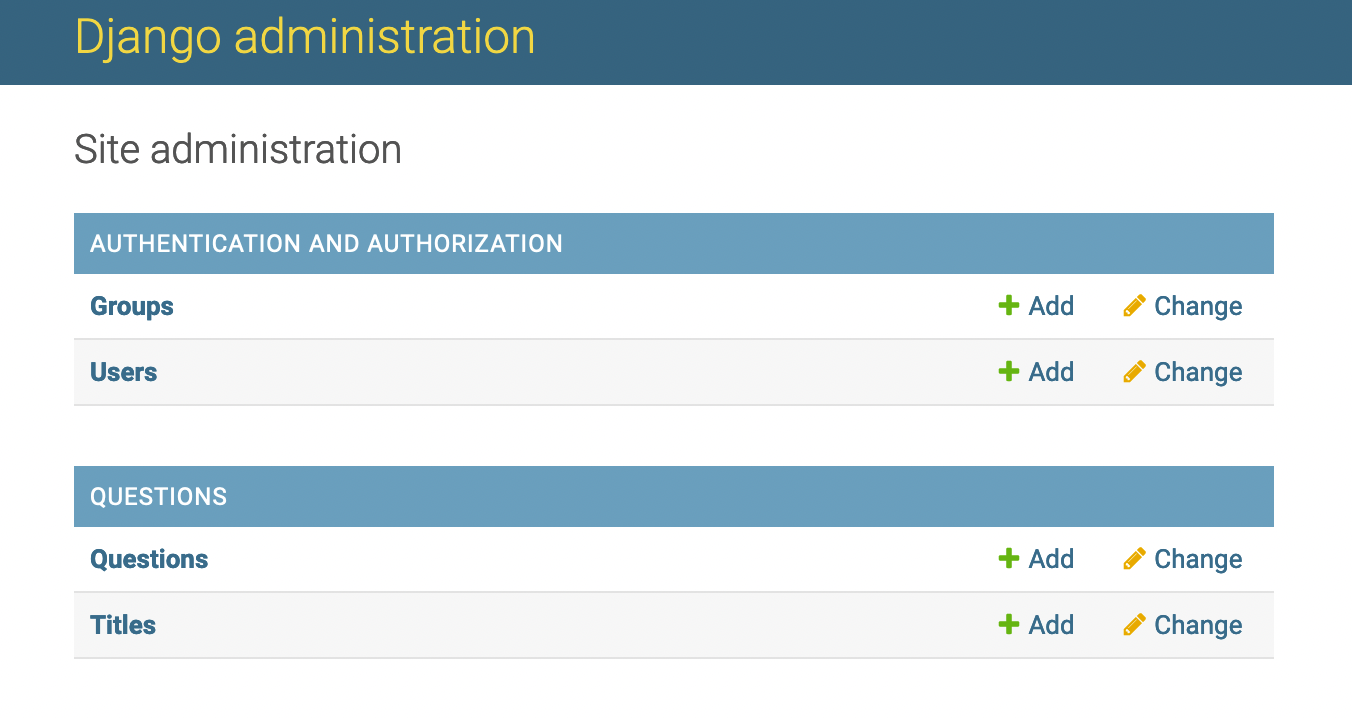 Django administration
Site administration
AUTHENTICATION AND AUTHORIZATION
Groups Add Change
Users Add Change
QUESTIONS
Questions Add Change
Titles Add Change